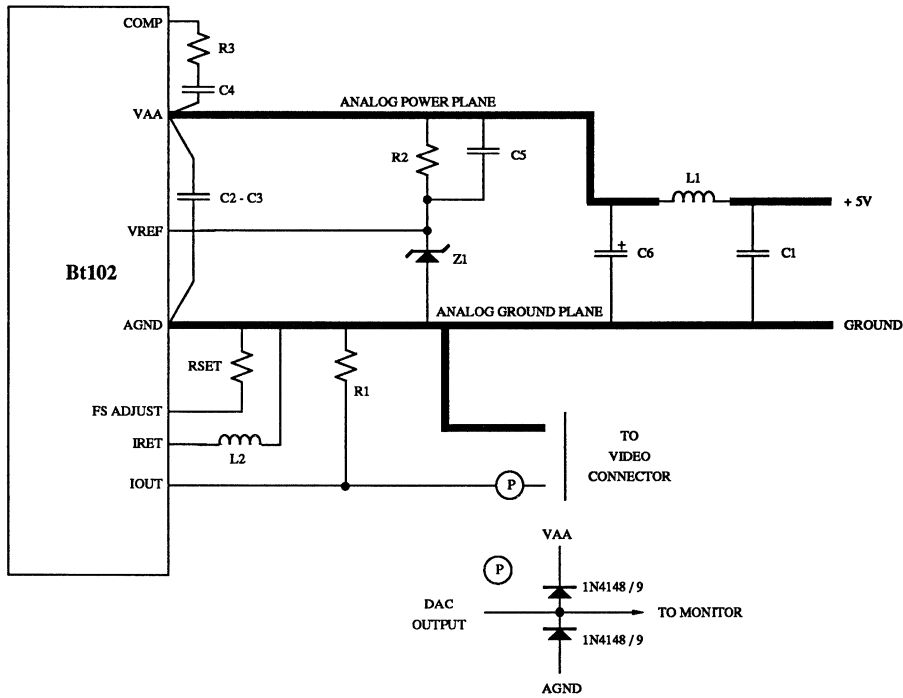 COMP
R3
C4
ANALOG POWER PLANE
VAA
R2
C5
L1
C2 - C3
+ 5V
VREF
+
C6
C1
Z1
Bt102
ANALOG GROUND PLANE
AGND
GROUND
RSET
R1
FS ADJUST
IRET
L2
TO
VIDEO
CONNECTOR
IOUT
P
VAA
P
1N4148 / 9
DAC
OUTPUT
TO MONITOR
1N4148 / 9
AGND